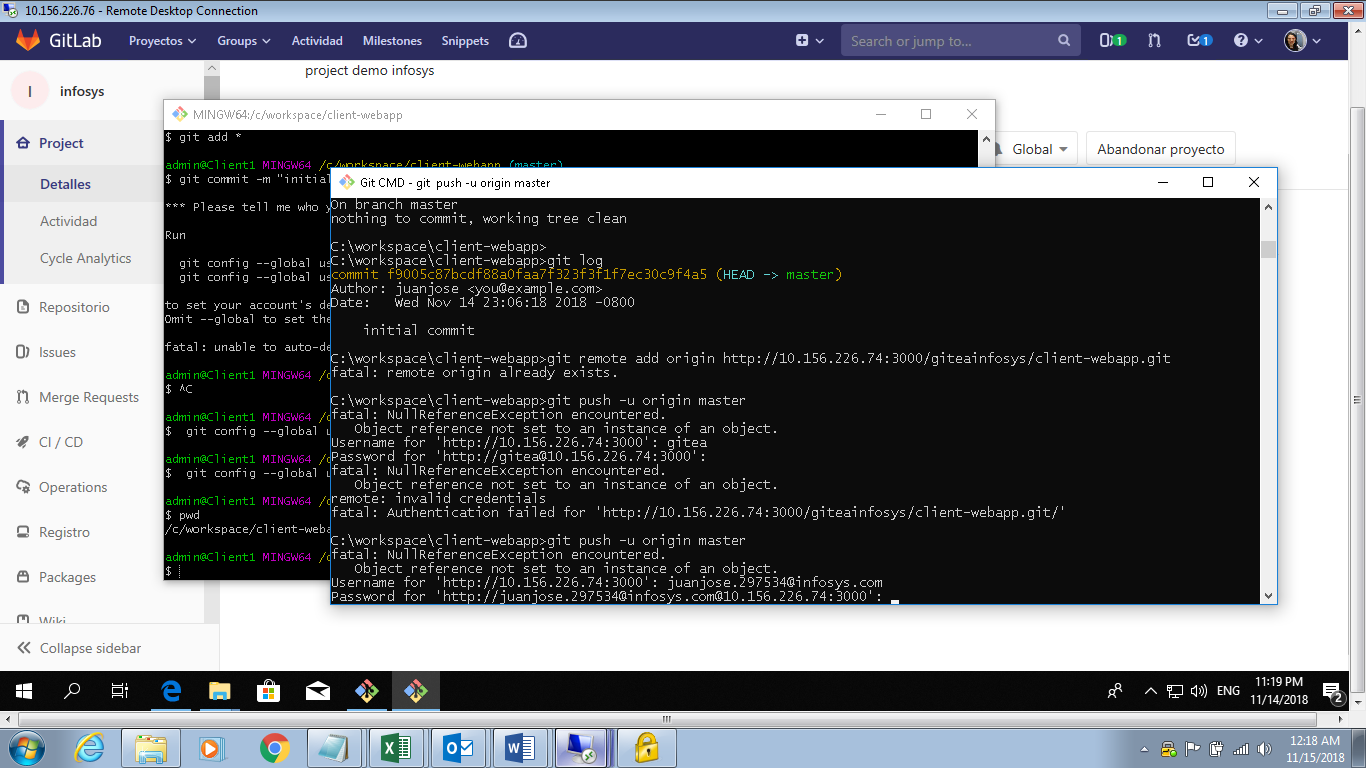 10.156.226.76 - Remote Desktop Connection
GitLab Proyectos Groups Actividad Milestones Snippets Search or jump to... 1 1
project demo infosys
I infosys
Project
Detalles
Actividad
Cycle Analytics
Repositorio
Issues
Merge Requests
CI / CD
Operations
Registro
Packages
Wiki
Collapse sidebar
Global
Abandonar proyecto
MINGW64:/c/workspace/client-webapp
$ git add *
admin@Client1 MINGW64 /c/workspace/client-webapp (master)
$ git commit -m "initial
*** Please tell me who y
Run
git config --global us
git config --global us
to set your account's de
Omit --global to set the
fatal: unable to auto-de
admin@Client1 MINGW64 /c
$ ^C
admin@Client1 MINGW64 /c
$  git config --global u
admin@Client1 MINGW64 /c
$  git config --global u
admin@Client1 MINGW64 /c
$ pwd
/c/workspace/client-weba
admin@Client1 MINGW64 /c
$
Git CMD - git  push -u origin master
On branch master
nothing to commit, working tree clean
C:\workspace\client-webapp>
C:\workspace\client-webapp>git log
commit f9005c87bcdf88a0faa7f323f3f1f7ec30c9f4a5 (HEAD -> master)
Author: juanjose <you@example.com>
Date:   Wed Nov 14 23:06:18 2018 -0800
initial commit
C:\workspace\client-webapp>git remote add origin http://10.156.226.74:3000/giteainfosys/client-webapp.git
fatal: remote origin already exists.
C:\workspace\client-webapp>git push -u origin master
fatal: NullReferenceException encountered.
Object reference not set to an instance of an object.
Username for 'http://10.156.226.74:3000': gitea
Password for 'http://gitea@10.156.226.74:3000':
fatal: NullReferenceException encountered.
Object reference not set to an instance of an object.
remote: invalid credentials
fatal: Authentication failed for 'http://10.156.226.74:3000/giteainfosys/client-webapp.git/'
C:\workspace\client-webapp>git push -u origin master
fatal: NullReferenceException encountered.
Object reference not set to an instance of an object.
Username for 'http://10.156.226.74:3000': juanjose.297534@infosys.com
Password for 'http://juanjose.297534@infosys.com@10.156.226.74:3000':
ENG
11:19 PM
11/14/2018
2
12:18 AM
11/15/2018